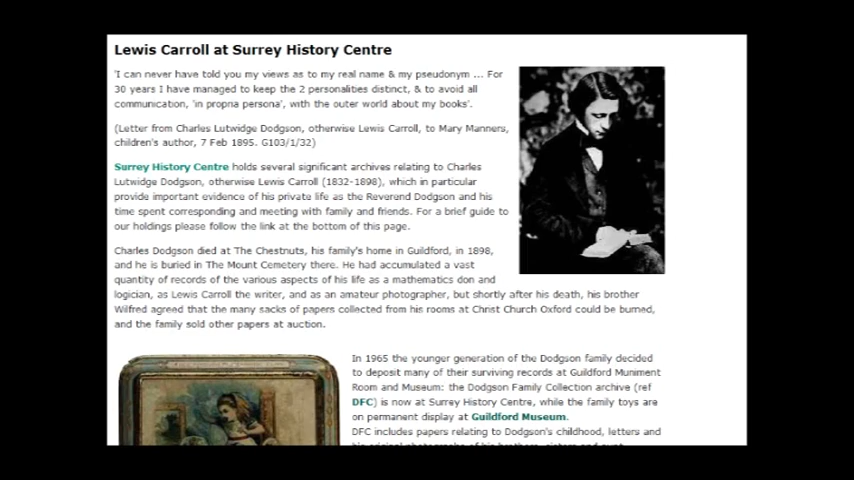 Lewis Carroll at Surrey History Centre
'I can never have told you my views as to my real name & my pseudonym ... For
30 years I have managed to keep the 2 personalities distinct, & to avoid all
communication, 'in propria persona', with the outer world about my books'.
(Letter from Charles Lutwidge Dodgson, otherwise Lewis Carroll, to Mary Manners,
children's author, 7 Feb 1895. G103/1/32)
Surrey History Centre holds several significant archives relating to Charles
Lutwidge Dodgson, otherwise Lewis Carroll (1832-1898), which in particular
provide important evidence of his private life as the Reverend Dodgson and his
time spent corresponding and meeting with family and friends. For a brief guide to
our holdings please follow the link at the bottom of this page.
Charles Dodgson died at The Chestnuts, his family's home in Guildford, in 1898,
and he is buried in The Mount Cemetery there. He had accumulated a vast
quantity of records of the various aspects of his life as a mathematics don and
logician, as Lewis Carroll the writer, and as an amateur photographer, but shortly after his death, his brother
Wilfred agreed that the many sacks of papers collected from his rooms at Christ Church Oxford could be burned,
and the family sold other papers at auction.
In 1965 the younger generation of the Dodgson family decided
to deposit many of their surviving records at Guildford Muniment
Room and Museum: the Dodgson Family Collection archive (ref
DFC) is now at Surrey History Centre, while the family toys are
on permanent display at Guildford Museum.
DFC includes papers relating to Dodgson's childhood, letters and